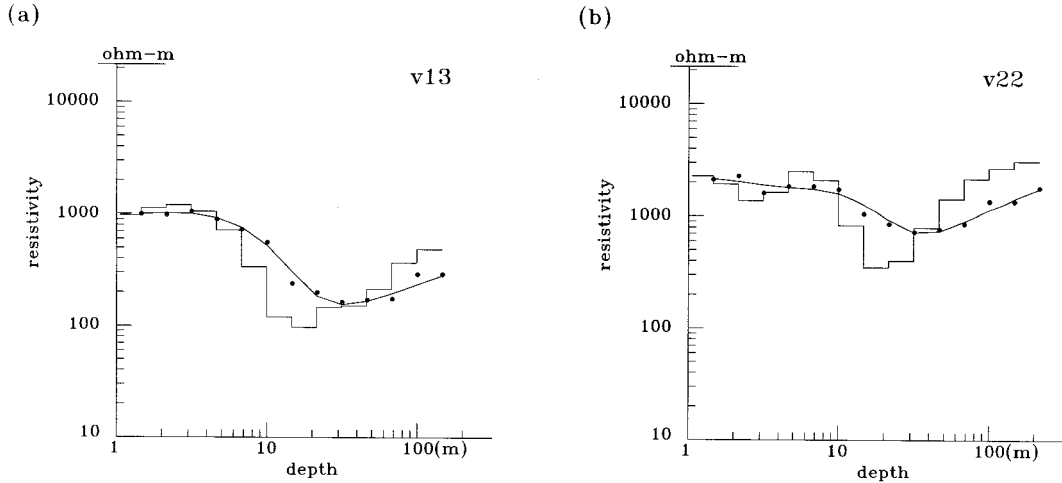 (a)
ohm-m
v13
10000
1000
100
10
resistivity
1
10
100(m)
depth
(b)
ohm-m
v22
10000
1000
100
10
resistivity
1
10
100(m)
depth